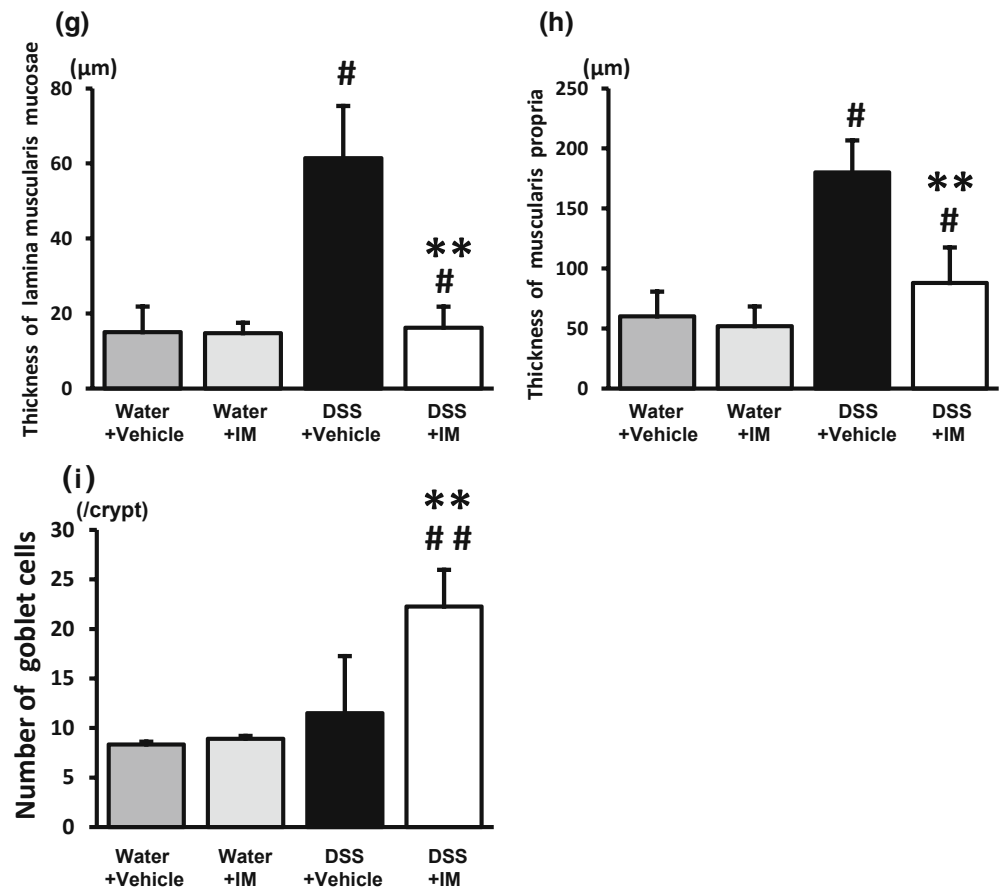 (g)
(μm)
Thickness of lamina muscularis mucosae
80
60
40
20
0
#
**
#
Water
+Vehicle
Water
+IM
DSS
+Vehicle
DSS
+IM
(h)
(μm)
Thickness of muscularis propria
250
200
150
100
50
0
#
**
#
Water
+Vehicle
Water
+IM
DSS
+Vehicle
DSS
+IM
(i)
(/crypt)
Number of goblet cells
30
25
20
15
10
5
0
**
##
Water
+Vehicle
Water
+IM
DSS
+Vehicle
DSS
+IM